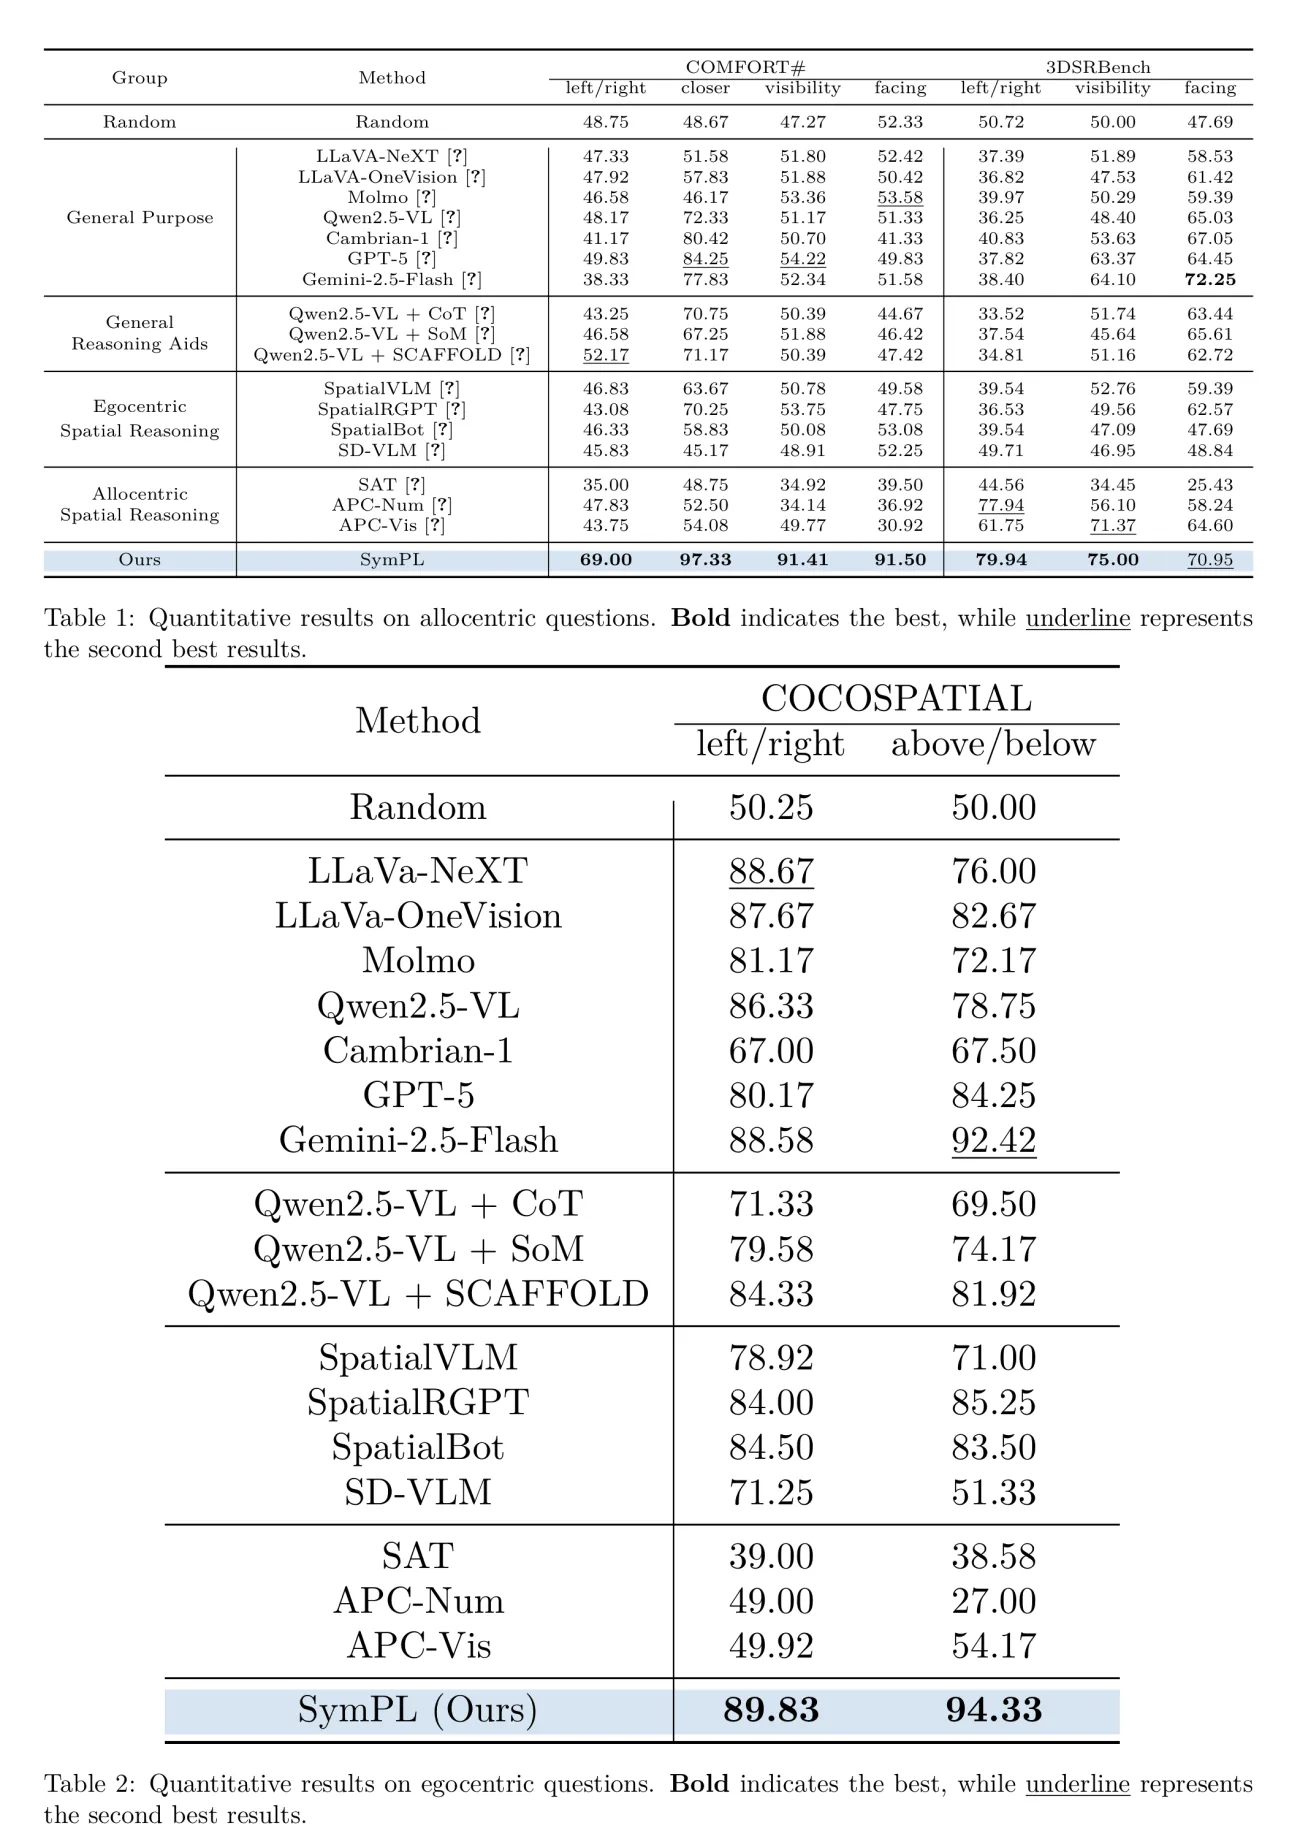 Group Method COMFORT# 3DSRBench
left/right closer visibility facing left/right visibility facing
Random Random 48.75 48.67 47.27 52.33 50.72 50.00 47.69
General Purpose
LLaVA-NeXT [?] 47.33 51.58 51.80 52.42 37.39 51.89 58.53
LLaVA-OneVision [?] 47.92 57.83 51.88 50.42 36.82 47.53 61.42
Molmo [?] 46.58 46.17 53.36 53.58 39.97 50.29 59.39
Qwen2.5-VL [?] 48.17 72.33 51.17 51.33 36.25 48.40 65.03
Cambrian-1 [?] 41.17 80.42 50.70 41.33 40.83 53.63 67.05
GPT-5 [?] 49.83 84.25 54.22 49.83 37.82 63.37 64.45
Gemini-2.5-Flash [?] 38.33 77.83 52.34 51.58 38.40 64.10 72.25
General
Reasoning Aids
Qwen2.5-VL + CoT [?] 43.25 70.75 50.39 44.67 33.52 51.74 63.44
Qwen2.5-VL + SoM [?] 46.58 67.25 51.88 46.42 37.54 45.64 65.61
Qwen2.5-VL + SCAFFOLD [?] 52.17 71.17 50.39 47.42 34.81 51.16 62.72
Egocentric
Spatial Reasoning
SpatialVLM [?] 46.83 63.67 50.78 49.58 39.54 52.76 59.39
SpatialRGPT [?] 43.08 70.25 53.75 47.75 36.53 49.56 62.57
SpatialBot [?] 46.33 58.83 50.08 53.08 39.54 47.09 47.69
SD-VLM [?] 45.83 45.17 48.91 52.25 49.71 46.95 48.84
Allocentric
Spatial Reasoning
SAT [?] 35.00 48.75 34.92 39.50 44.56 34.45 25.43
APC-Num [?] 47.83 52.50 34.14 36.92 77.94 56.10 58.24
APC-Vis [?] 43.75 54.08 49.77 30.92 61.75 71.37 64.60
Ours SymPL 69.00 97.33 91.41 91.50 79.94 75.00 70.95
Table 1: Quantitative results on allocentric questions. Bold indicates the best, while underline represents
the second best results.
Method COCOSPATIAL
left/right above/below
Random 50.25 50.00
LLaVa-NeXT 88.67 76.00
LLaVa-OneVision 87.67 82.67
Molmo 81.17 72.17
Qwen2.5-VL 86.33 78.75
Cambrian-1 67.00 67.50
GPT-5 80.17 84.25
Gemini-2.5-Flash 88.58 92.42
Qwen2.5-VL + CoT 71.33 69.50
Qwen2.5-VL + SoM 79.58 74.17
Qwen2.5-VL + SCAFFOLD 84.33 81.92
SpatialVLM 78.92 71.00
SpatialRGPT 84.00 85.25
SpatialBot 84.50 83.50
SD-VLM 71.25 51.33
SAT 39.00 38.58
APC-Num 49.00 27.00
APC-Vis 49.92 54.17
SymPL (Ours) 89.83 94.33
Table 2: Quantitative results on egocentric questions. Bold indicates the best, while underline represents
the second best results.